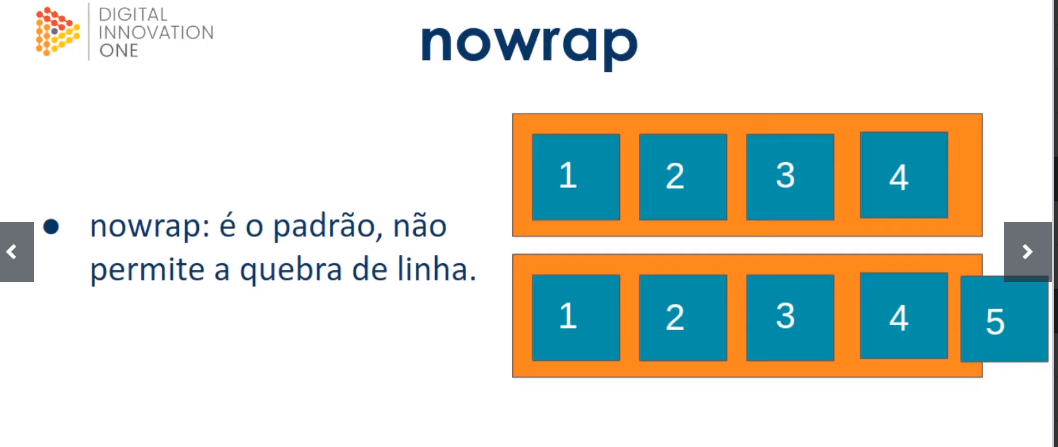 DIGITAL
INNOVATION
ONE
nowrap
● nowrap: é o padrão, não
permite a quebra de linha.
1 2 3 4
1 2 3 4 5